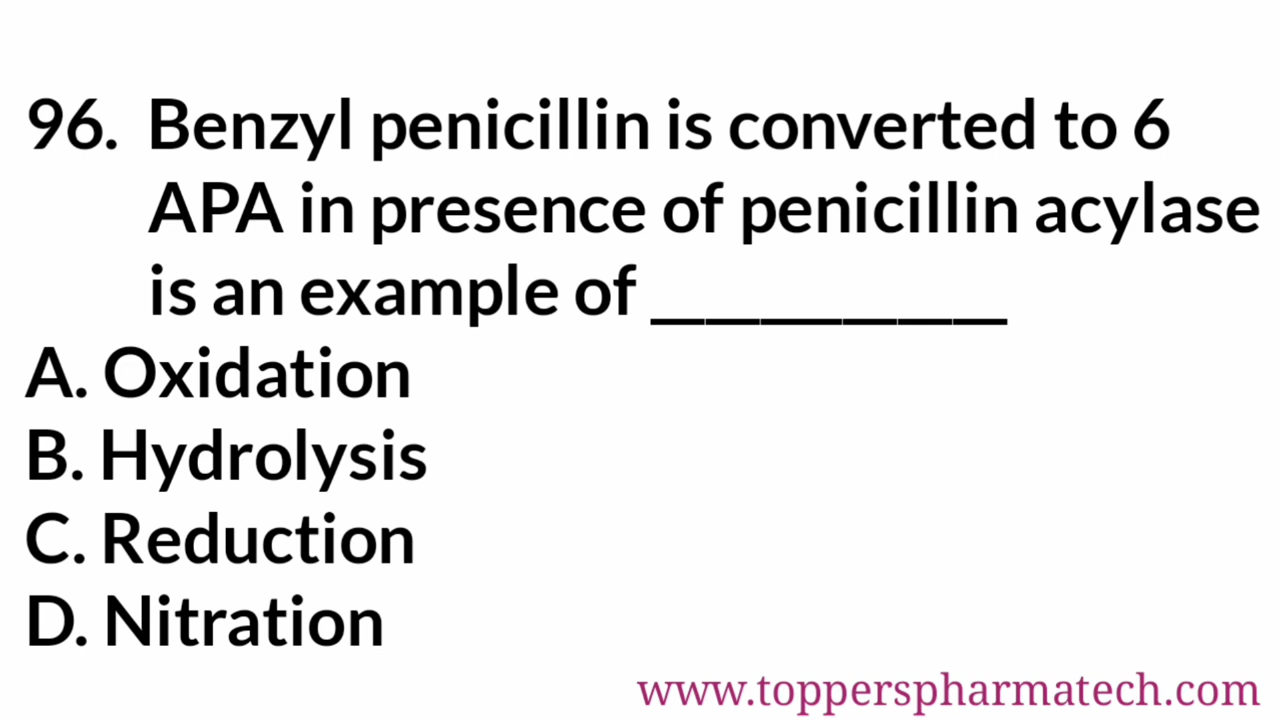 96. Benzyl penicillin is converted to 6
APA in presence of penicillin acylase
is an example of _____________
A. Oxidation
B. Hydrolysis
C. Reduction
D. Nitration
www.topperspharmatech.com